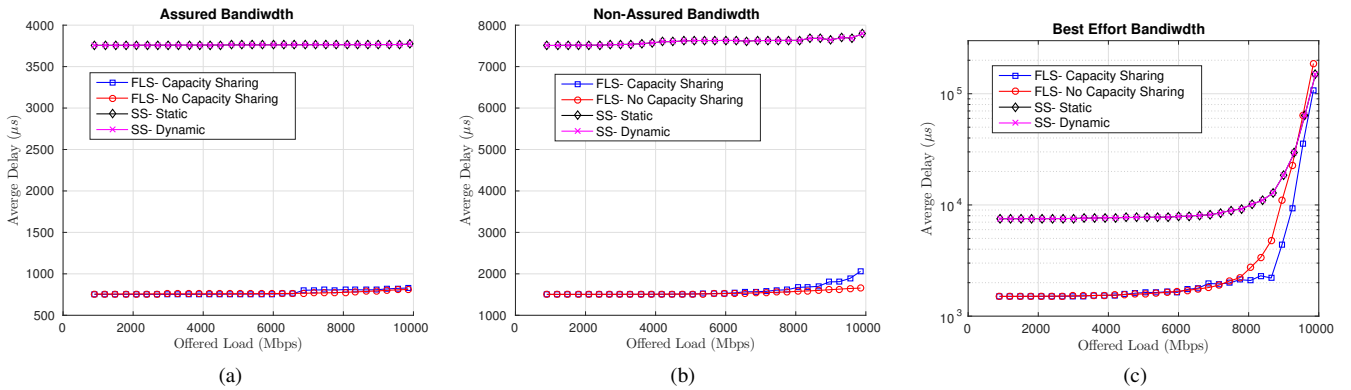 Assured Bandiwdth
4000
3500
3000
2500
2000
1500
1000
500
0
2000
4000
6000
8000
10000
Averge Delay (μs)
Offered Load (Mbps)
FLS- Capacity Sharing
FLS- No Capacity Sharing
SS- Static
SS- Dynamic
(a)
Non-Assured Bandiwdth
8000
7000
6000
5000
4000
3000
2000
1000
0
2000
4000
6000
8000
10000
Averge Delay (μs)
Offered Load (Mbps)
FLS- Capacity Sharing
FLS- No Capacity Sharing
SS- Static
SS- Dynamic
(b)
Best Effort Bandiwdth
10⁵
10⁴
10³
0
2000
4000
6000
8000
10000
Averge Delay (μs)
Offered Load (Mbps)
FLS- Capacity Sharing
FLS- No Capacity Sharing
SS- Static
SS- Dynamic
(c)